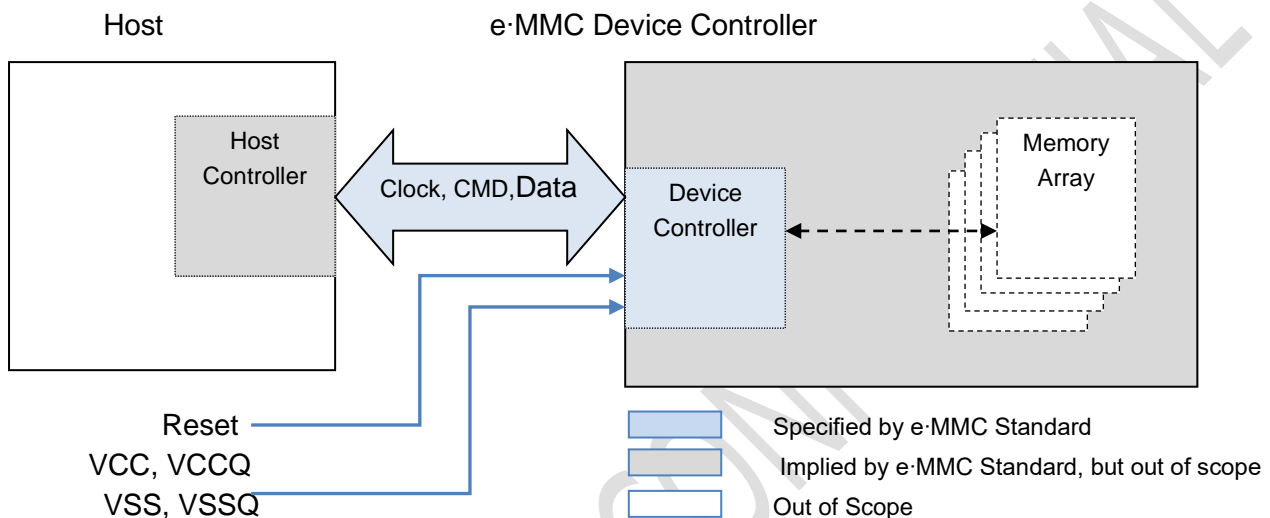 Host
e·MMC Device Controller
Host
Controller
Clock, CMD,Data
Device
Controller
Memory
Array
Reset
VCC, VCCQ
VSS, VSSQ
Specified by e·MMC Standard
Implied by e·MMC Standard, but out of scope
Out of Scope